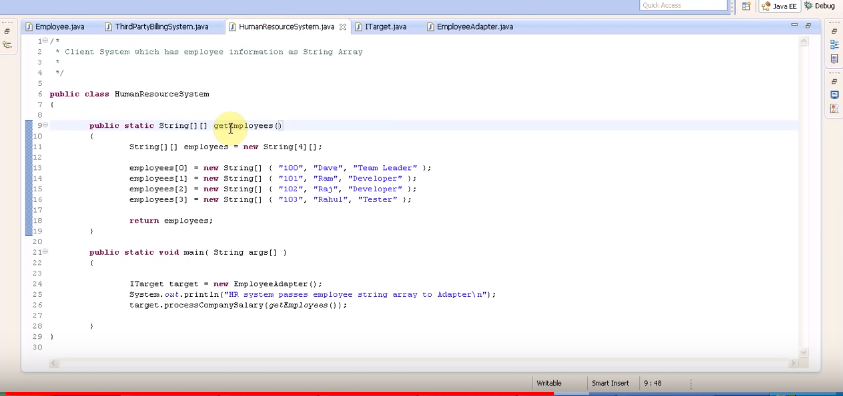 Quick Access
Java EE
Debug
Employee.java
ThirdPartyBillingSystem.java
HumanResourceSystem.java
ITarget.java
EmployeeAdapter.java
1 /*
2 * Client System which has employee information as String Array
3 *
4 */
5
6 public class HumanResourceSystem
7 {
8
9 public static String[][] getEmployees()
10 {
11 String[][] employees = new String[4][];
12
13 employees[0] = new String[] { "100", "Dave", "Team Leader" };
14 employees[1] = new String[] { "101", "Ram", "Developer" };
15 employees[2] = new String[] { "102", "Raj", "Developer" };
16 employees[3] = new String[] { "103", "Rahul", "Tester" };
17
18 return employees;
19 }
20
21 public static void main( String args[] )
22 {
23
24 ITarget target = new EmployeeAdapter();
25 System.out.println("HR system passes employee string array to Adapter\n");
26 target.processCompanySalary(getEmployees());
27
28 }
29 }
30
Writable
Smart Insert
9 : 48